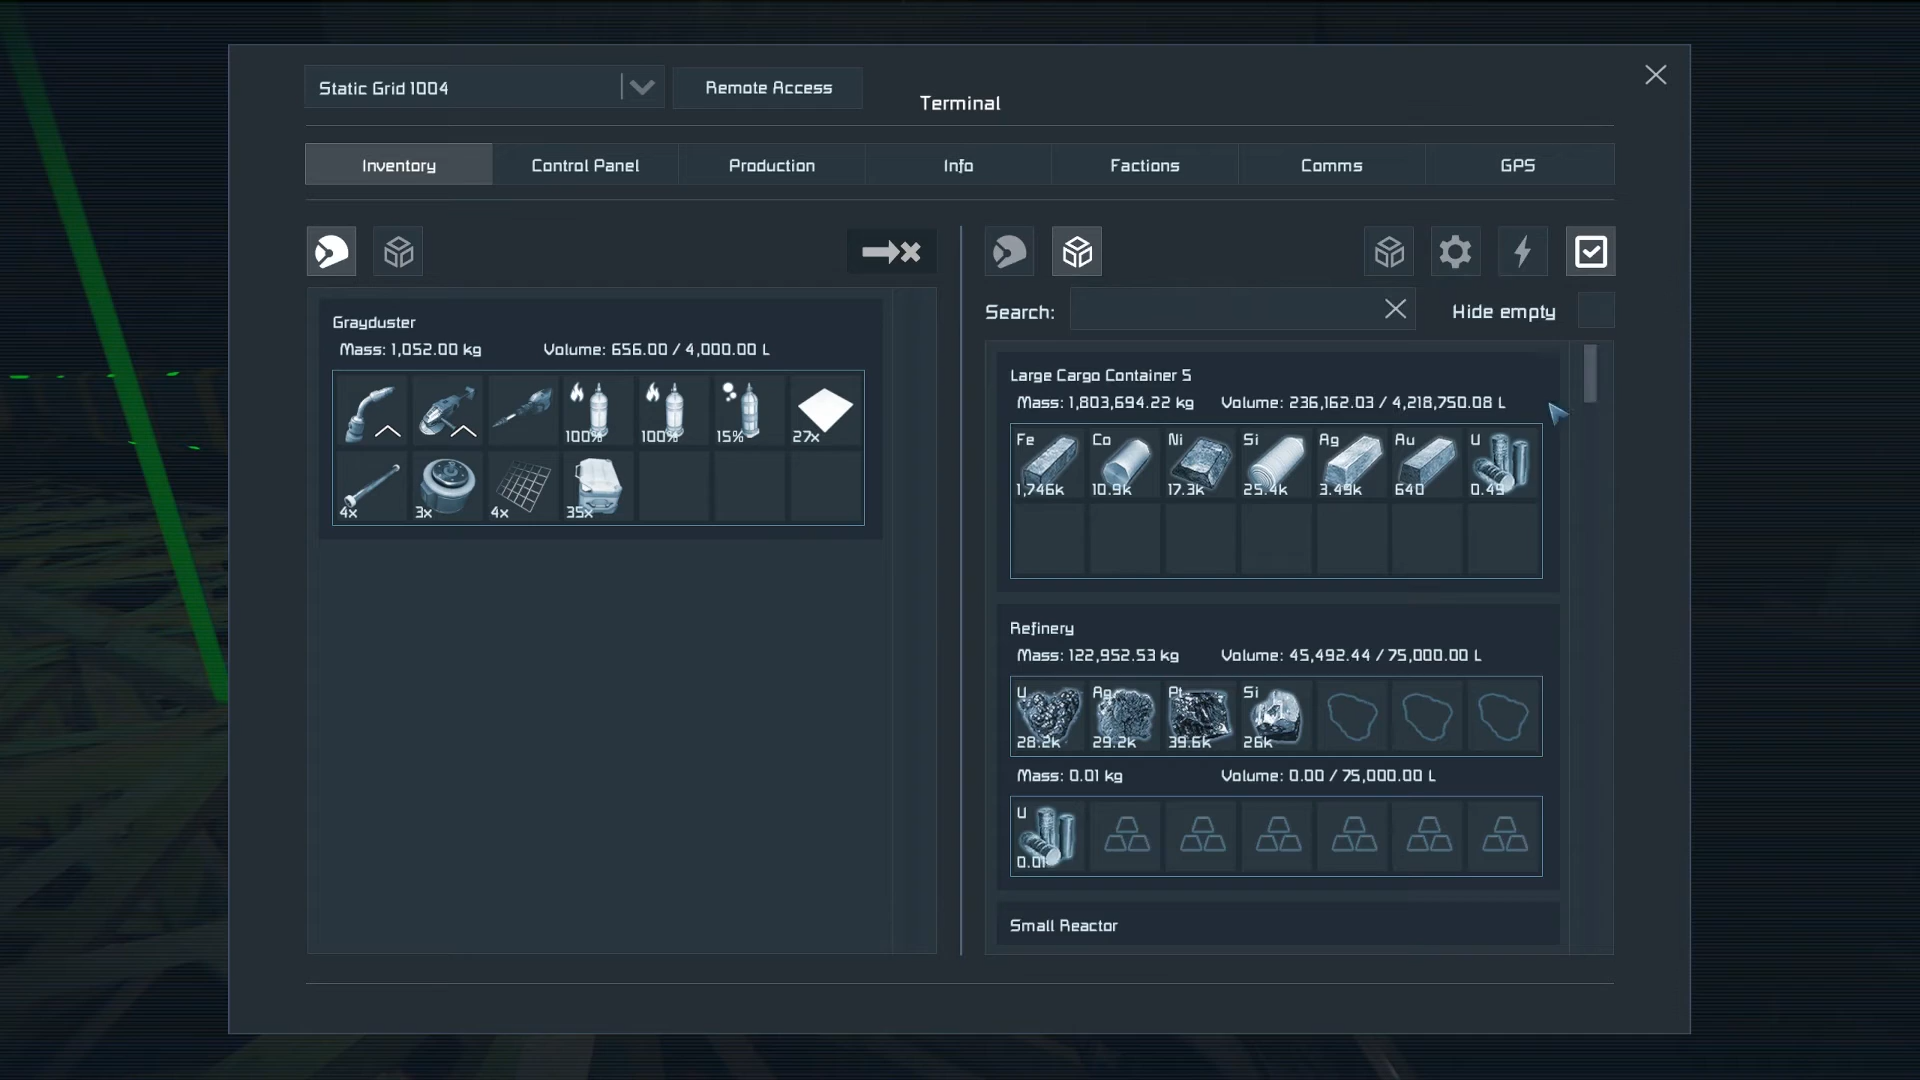 Static Grid 1004
Remote Access
Terminal
Inventory
Control Panel
Production
Info
Factions
Comms
GPS
Search:
Hide empty
Grayduster
Mass: 1,052.00 kg Volume: 656.00 / 4,000.00 L
100% 100% 15% 27x
4x 3x 4x 35x
Large Cargo Container 5
Mass: 1,803,694.22 kg Volume: 236,162.03 / 4,218,750.08 L
Fe Co Ni Si Ag Au U
1,746k 10.9k 17.3k 25.4k 3.49k 640 0.49
Refinery
Mass: 122,952.53 kg Volume: 45,492.44 / 75,000.00 L
U Ag Pt Si
28.2k 29.2k 39.6k 26k
Mass: 0.01 kg Volume: 0.00 / 75,000.00 L
U
0.01
Small Reactor